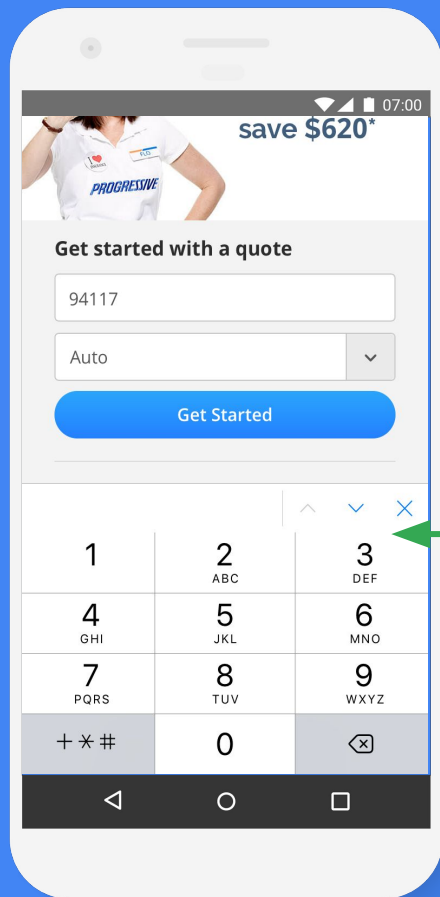 07:00
save $620*
I ❤
FLO
PROGRESSIVE
Get started with a quote
94117
Auto
Get Started
1
2
ABC
3
DEF
4
GHI
5
JKL
6
MNO
7
PQRS
8
TUV
9
WXYZ
+*#
0